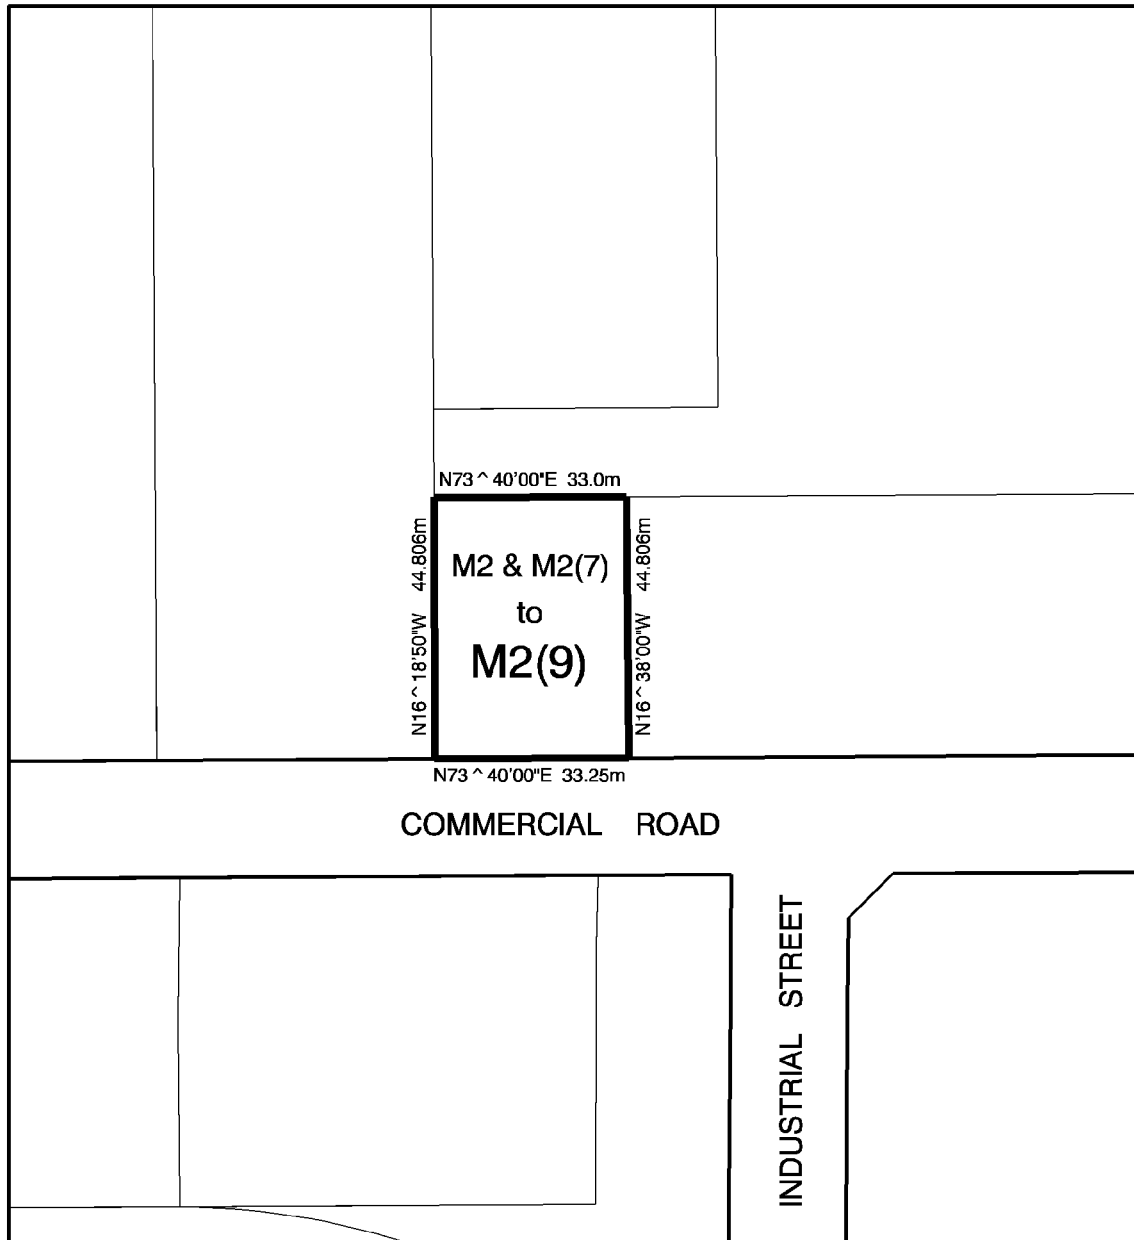 N73^40'00"E 33.0m
N16^18'50"W 44.806m
M2 & M2(7)
to
M2(9)
N16^38'00"W 44.806m
N73^40'00"E 33.25m
COMMERCIAL ROAD
INDUSTRIAL STREET